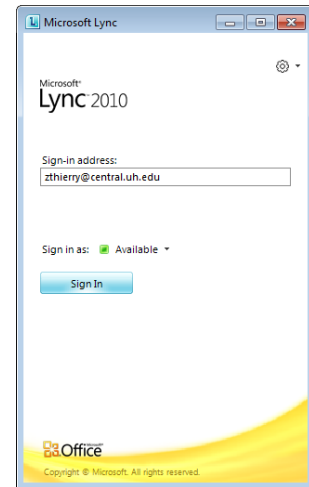 Microsoft Lync
Microsoft®
Lync 2010
Sign-in address:
zthierry@central.uh.edu
Sign in as: Available
Sign In
Microsoft®
Office
Copyright © Microsoft. All rights reserved.